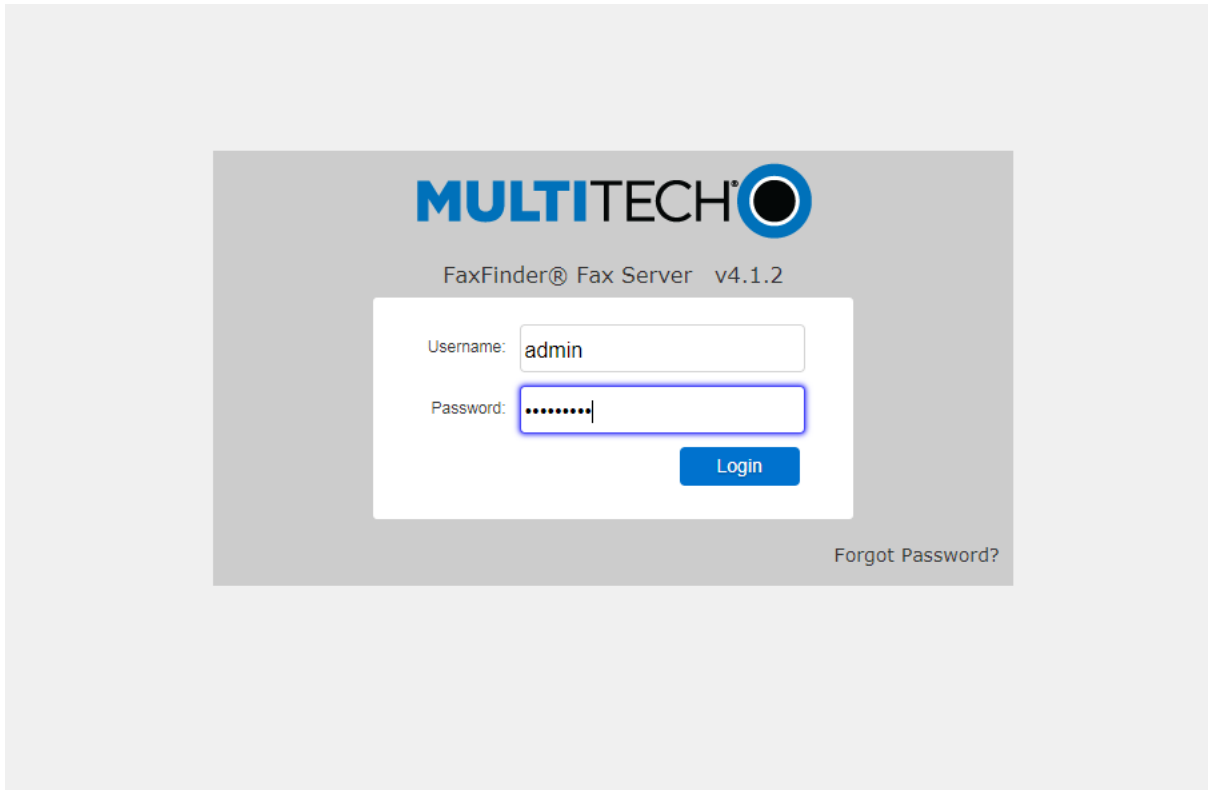 MULTITECH®
FaxFinder® Fax Server v4.1.2
Username: admin
Password: •••••••••
Login
Forgot Password?